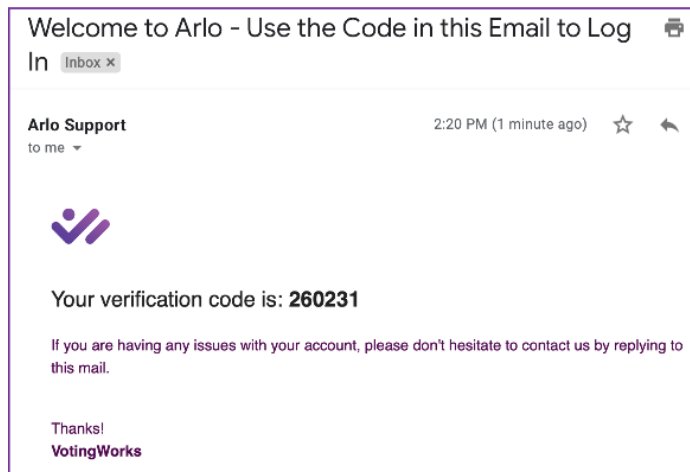 Welcome to Arlo - Use the Code in this Email to Log
In Inbox ×
Arlo Support 2:20 PM (1 minute ago)
to me
Your verification code is: 260231
If you are having any issues with your account, please don't hesitate to contact us by replying to
this mail.
Thanks!
VotingWorks